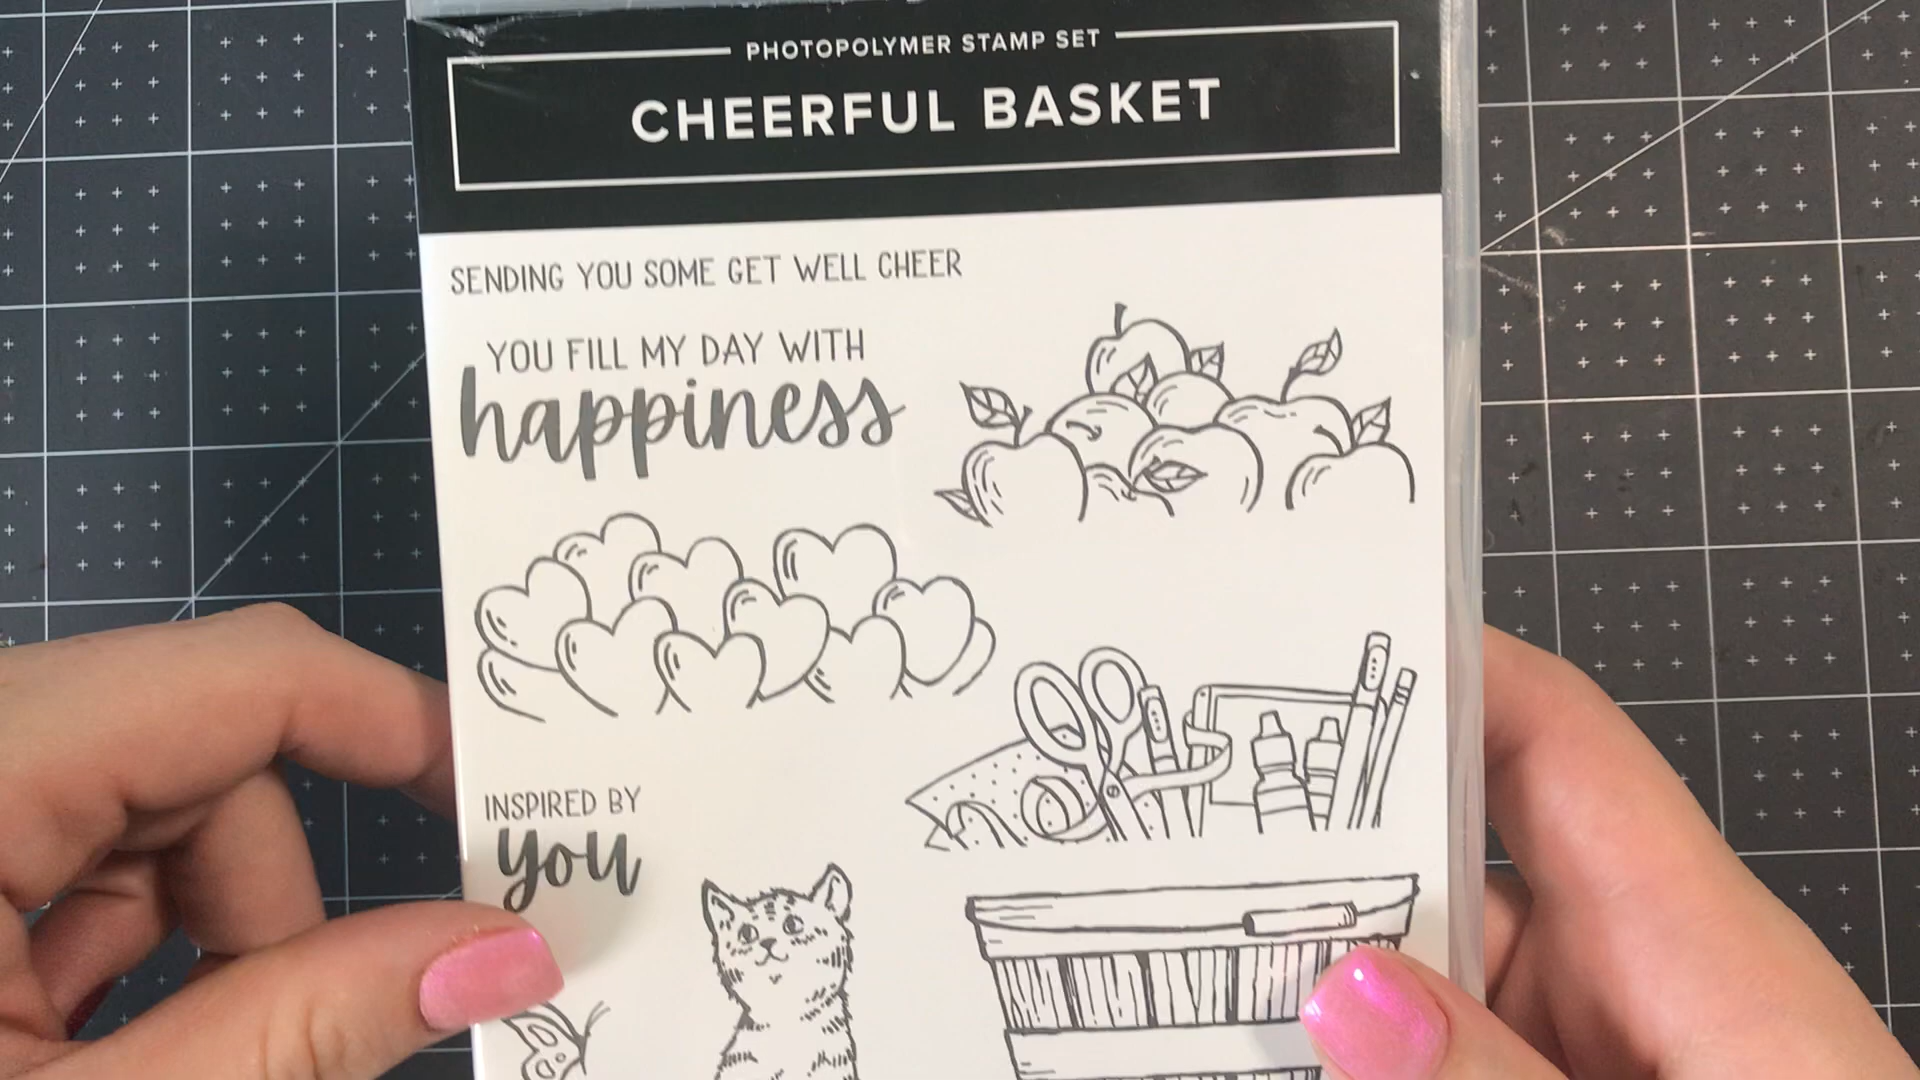 PHOTOPOLYMER STAMP SET
CHEERFUL BASKET
SENDING YOU SOME GET WELL CHEER
YOU FILL MY DAY WITH
happiness
INSPIRED BY
you